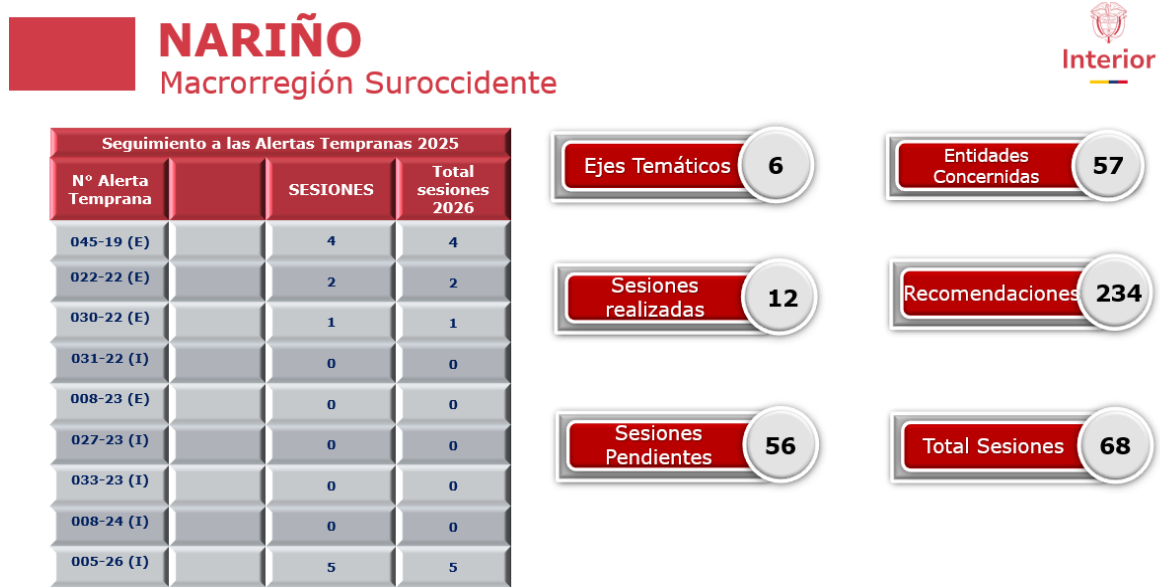 NARIÑO
Macrorregión Suroccidente
Interior
Seguimiento a las Alertas Tempranas 2025
N° Alerta Temprana SESIONES Total sesiones 2026
045-19 (E) 4 4
022-22 (E) 2 2
030-22 (E) 1 1
031-22 (I) 0 0
008-23 (E) 0 0
027-23 (I) 0 0
033-23 (I) 0 0
008-24 (I) 0 0
005-26 (I) 5 5
Ejes Temáticos 6
Entidades
Concernidas 57
Sesiones
realizadas 12
Recomendaciones 234
Sesiones
Pendientes 56
Total Sesiones 68